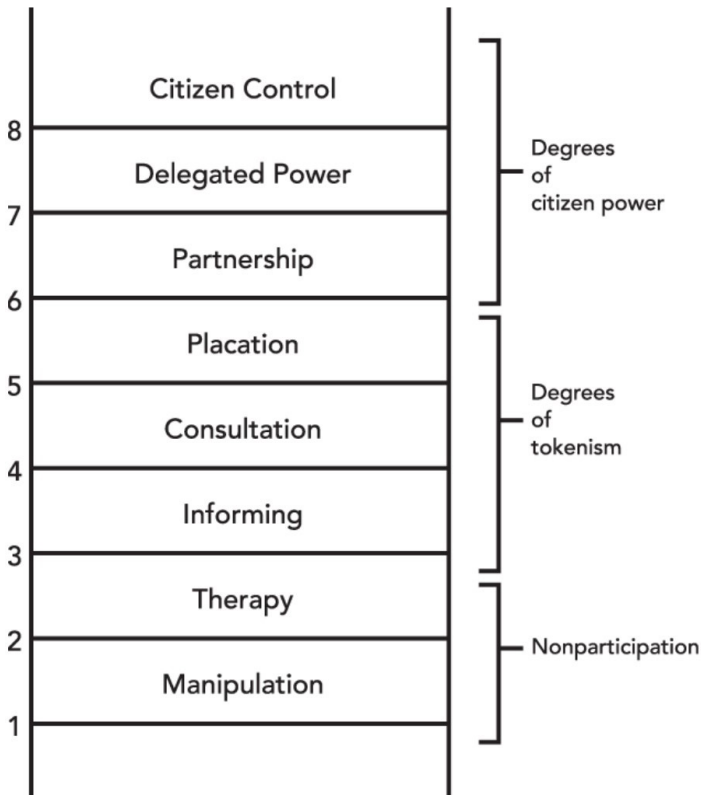 Citizen Control
8
Delegated Power
7
Partnership
6
Placation
5
Consultation
4
Informing
3
Therapy
2
Manipulation
1
Degrees
of
citizen power
Degrees
of
tokenism
Nonparticipation